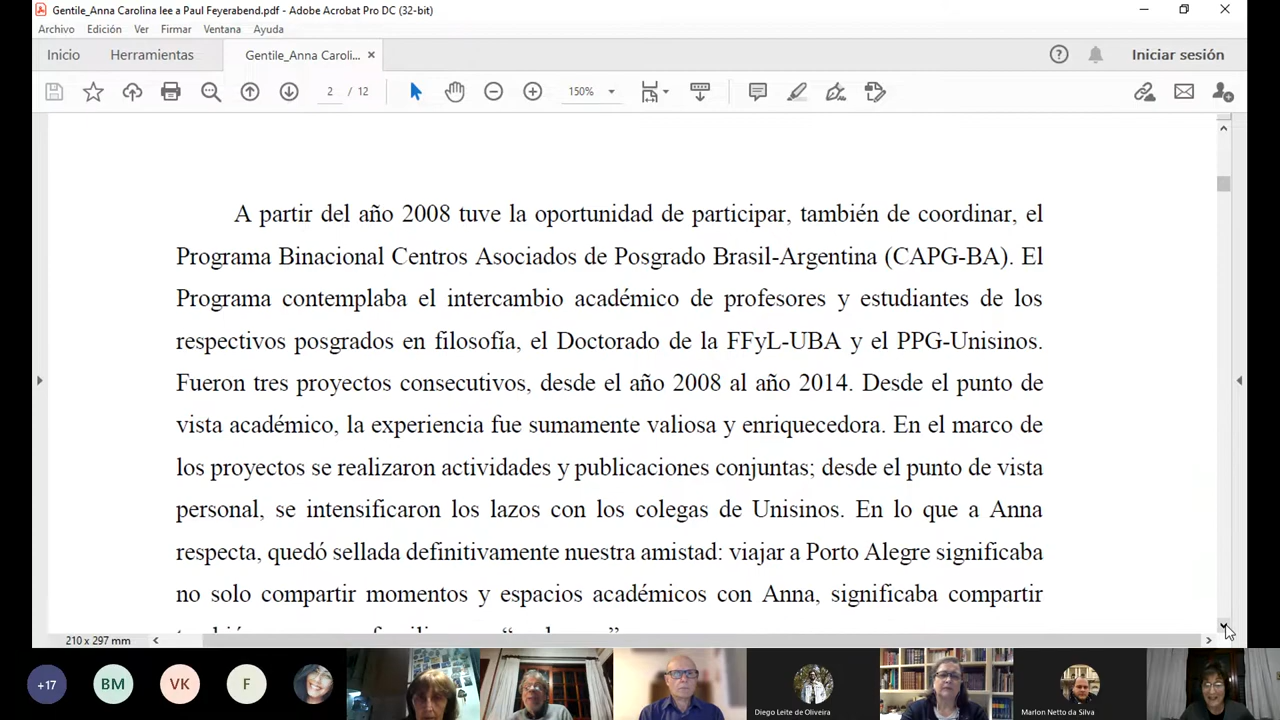 Gentile_Anna Carolina lee a Paul Feyerabend.pdf - Adobe Acrobat Pro DC (32-bit)
Archivo Edición Ver Firmar Ventana Ayuda
Inicio Herramientas Gentile_Anna Caroli... × Iniciar sesión
2 / 12 150%
A partir del año 2008 tuve la oportunidad de participar, también de coordinar, el
Programa Binacional Centros Asociados de Posgrado Brasil-Argentina (CAPG-BA). El
Programa contemplaba el intercambio académico de profesores y estudiantes de los
respectivos posgrados en filosofía, el Doctorado de la FFyL-UBA y el PPG-Unisinos.
Fueron tres proyectos consecutivos, desde el año 2008 al año 2014. Desde el punto de
vista académico, la experiencia fue sumamente valiosa y enriquecedora. En el marco de
los proyectos se realizaron actividades y publicaciones conjuntas; desde el punto de vista
personal, se intensificaron los lazos con los colegas de Unisinos. En lo que a Anna
respecta, quedó sellada definitivamente nuestra amistad: viajar a Porto Alegre significaba
no solo compartir momentos y espacios académicos con Anna, significaba compartir
210 x 297 mm
+17 BM VK F Diego Leite de Oliveira Marlon Netto da Silva